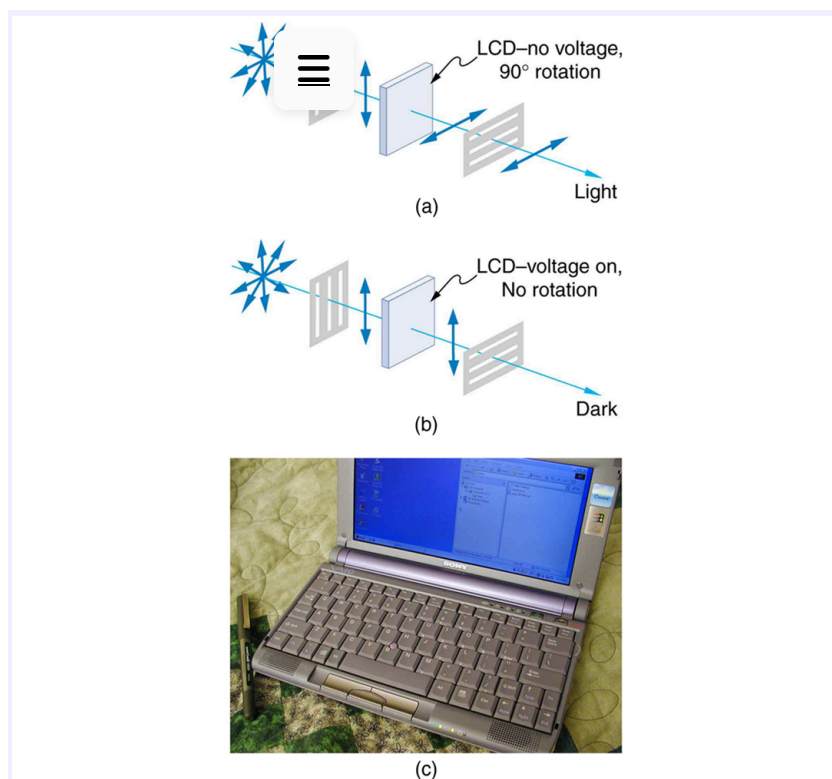 LCD–no voltage,
90° rotation
Light
(a)
LCD–voltage on,
No rotation
Dark
(b)
SONY
(c)